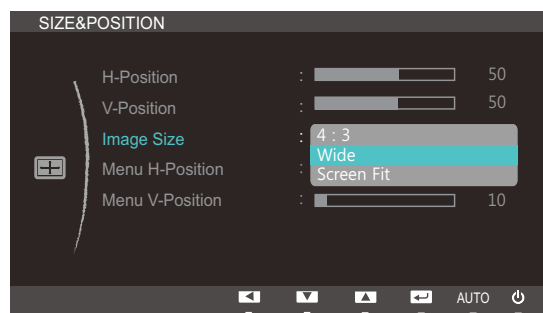 SIZE&POSITION
H-Position : 50
V-Position : 50
Image Size : 4 : 3
Wide
Screen Fit
Menu H-Position :
Menu V-Position : 10
AUTO